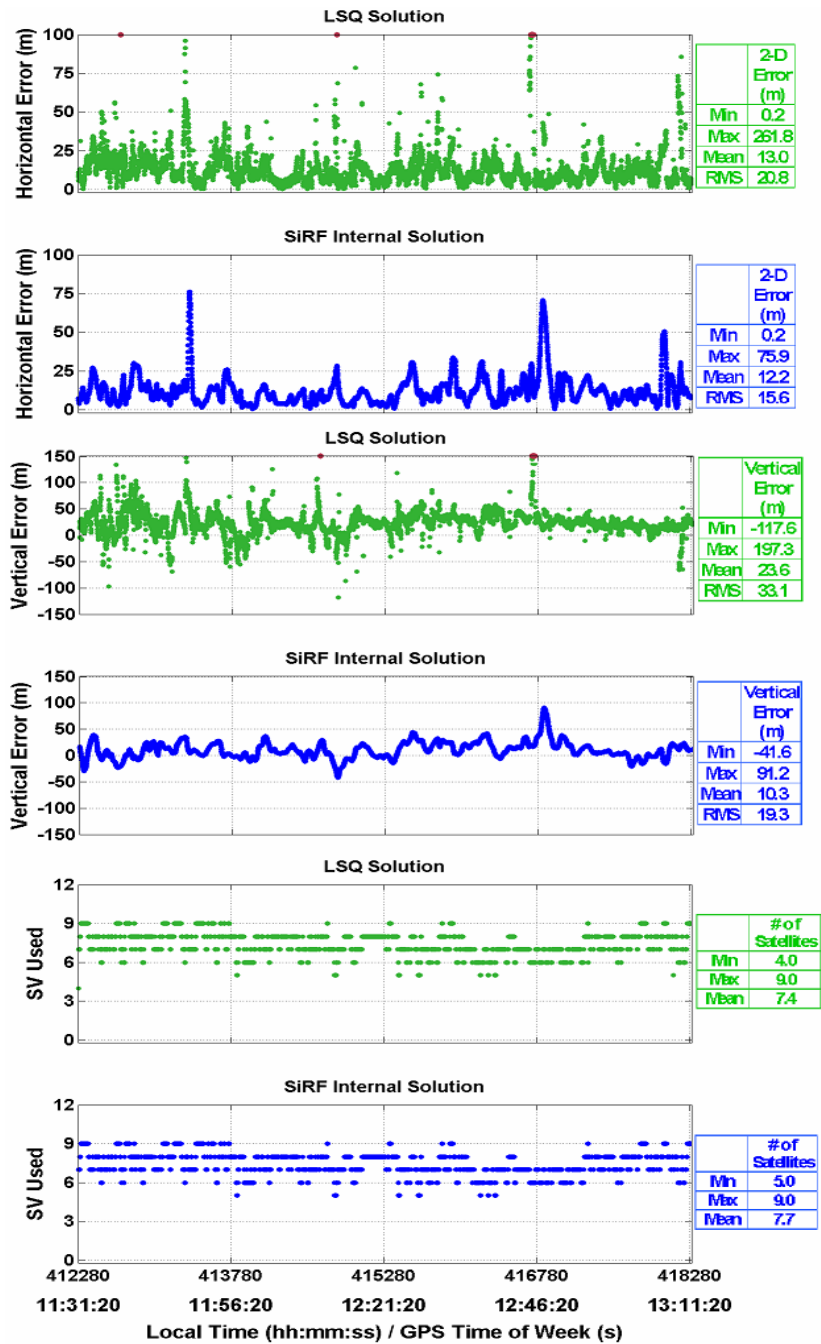 LSQ Solution
Horizontal Error (m)
100
75
50
25
0
2-D
Error
(m)
Min 0.2
Max 261.8
Mean 13.0
RMS 20.8
SiRF Internal Solution
Horizontal Error (m)
100
75
50
25
0
2-D
Error
(m)
Min 0.2
Max 75.9
Mean 12.2
RMS 15.6
LSQ Solution
Vertical Error (m)
150
100
50
0
-50
-100
-150
Vertical
Error
(m)
Min -117.6
Max 197.3
Mean 23.6
RMS 33.1
SiRF Internal Solution
Vertical Error (m)
150
100
50
0
-50
-100
-150
Vertical
Error
(m)
Min -41.6
Max 91.2
Mean 10.3
RMS 19.3
LSQ Solution
SV Used
12
9
6
3
0
# of
Satellites
Min 4.0
Max 9.0
Mean 7.4
SiRF Internal Solution
SV Used
12
9
6
3
0
# of
Satellites
Min 5.0
Max 9.0
Mean 7.7
412280 413780 415280 416780 418280
11:31:20 11:56:20 12:21:20 12:46:20 13:11:20
Local Time (hh:mm:ss) / GPS Time of Week (s)